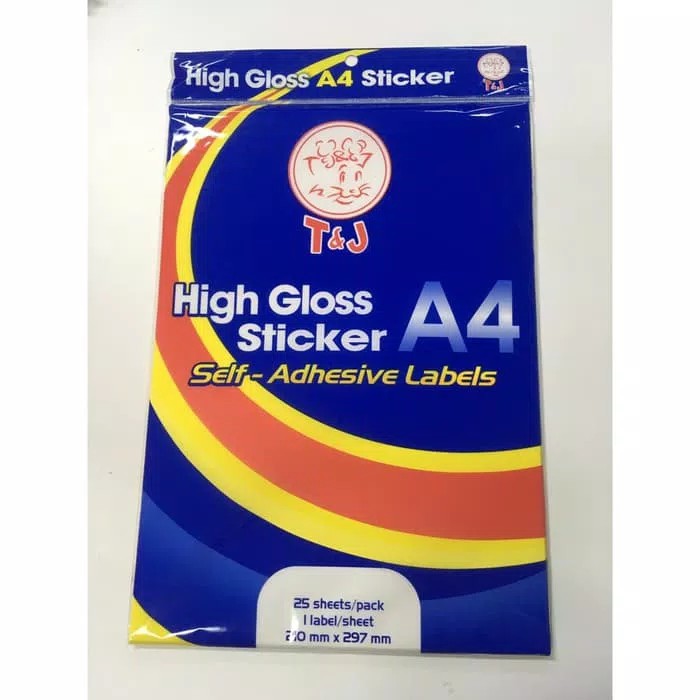 High Gloss A4 Sticker
T&J
T&J
High Gloss
Sticker A4
Self-Adhesive Labels
25 sheets/pack
1 label/sheet
210 mm x 297 mm